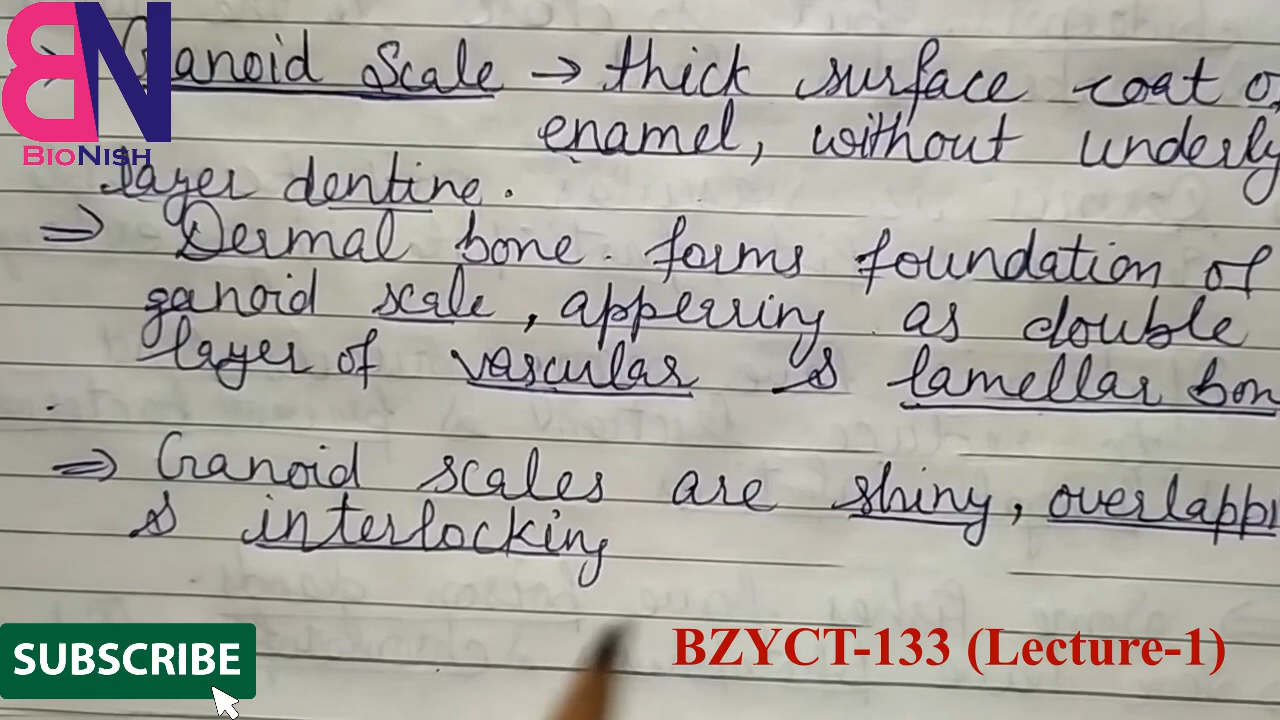 BN
BioNish
→ Ganoid Scale → thick surface coat of
enamel, without underly
layer dentine.
⇒ Dermal bone. forms foundation of
ganoid scale, apperring as double
layer of vascular & lamellar bon
⇒ Ganoid scales are shiny, overlappi
& interlocking
SUBSCRIBE
BZYCT-133 (Lecture-1)